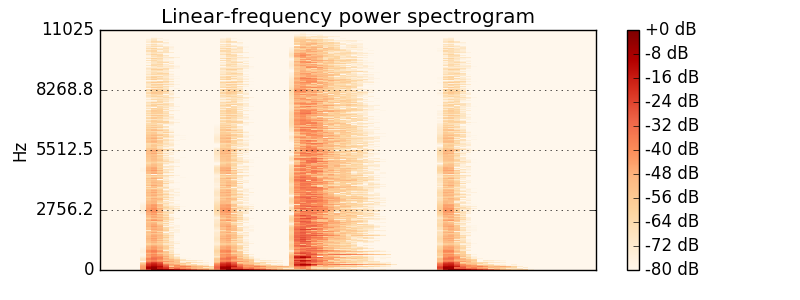 Linear-frequency power spectrogram
11025
8268.8
5512.5
2756.2
0
Hz
+0 dB
-8 dB
-16 dB
-24 dB
-32 dB
-40 dB
-48 dB
-56 dB
-64 dB
-72 dB
-80 dB